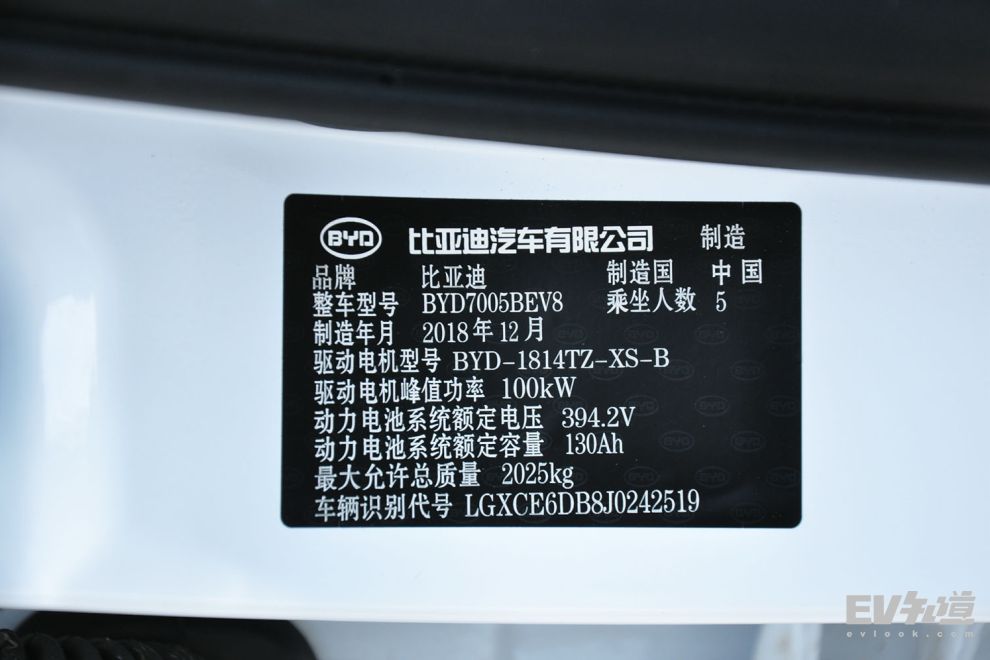 BYD 比亚迪汽车有限公司 制造
品牌 比亚迪 制造国 中国
整车型号 BYD7005BEV8 乘坐人数 5
制造年月 2018年12月
驱动电机型号 BYD-1814TZ-XS-B
驱动电机峰值功率 100kW
动力电池系统额定电压 394.2V
动力电池系统额定容量 130Ah
最大允许总质量 2025kg
车辆识别代号 LGXCE6DB8J0242519
EV知道
evlook.com